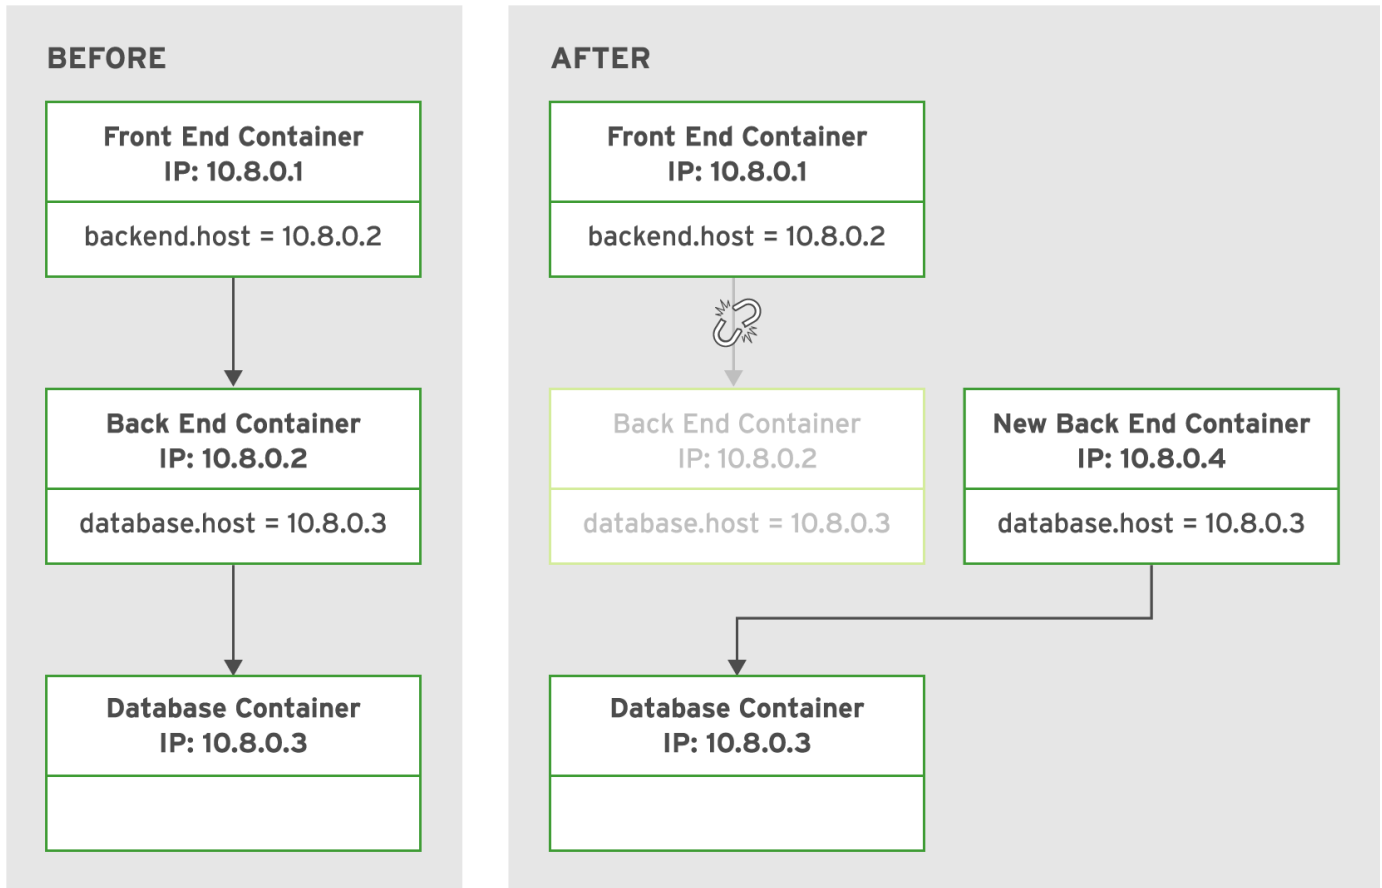 BEFORE
Front End Container
IP: 10.8.0.1
backend.host = 10.8.0.2
Back End Container
IP: 10.8.0.2
database.host = 10.8.0.3
Database Container
IP: 10.8.0.3
AFTER
Front End Container
IP: 10.8.0.1
backend.host = 10.8.0.2
Back End Container
IP: 10.8.0.2
database.host = 10.8.0.3
New Back End Container
IP: 10.8.0.4
database.host = 10.8.0.3
Database Container
IP: 10.8.0.3